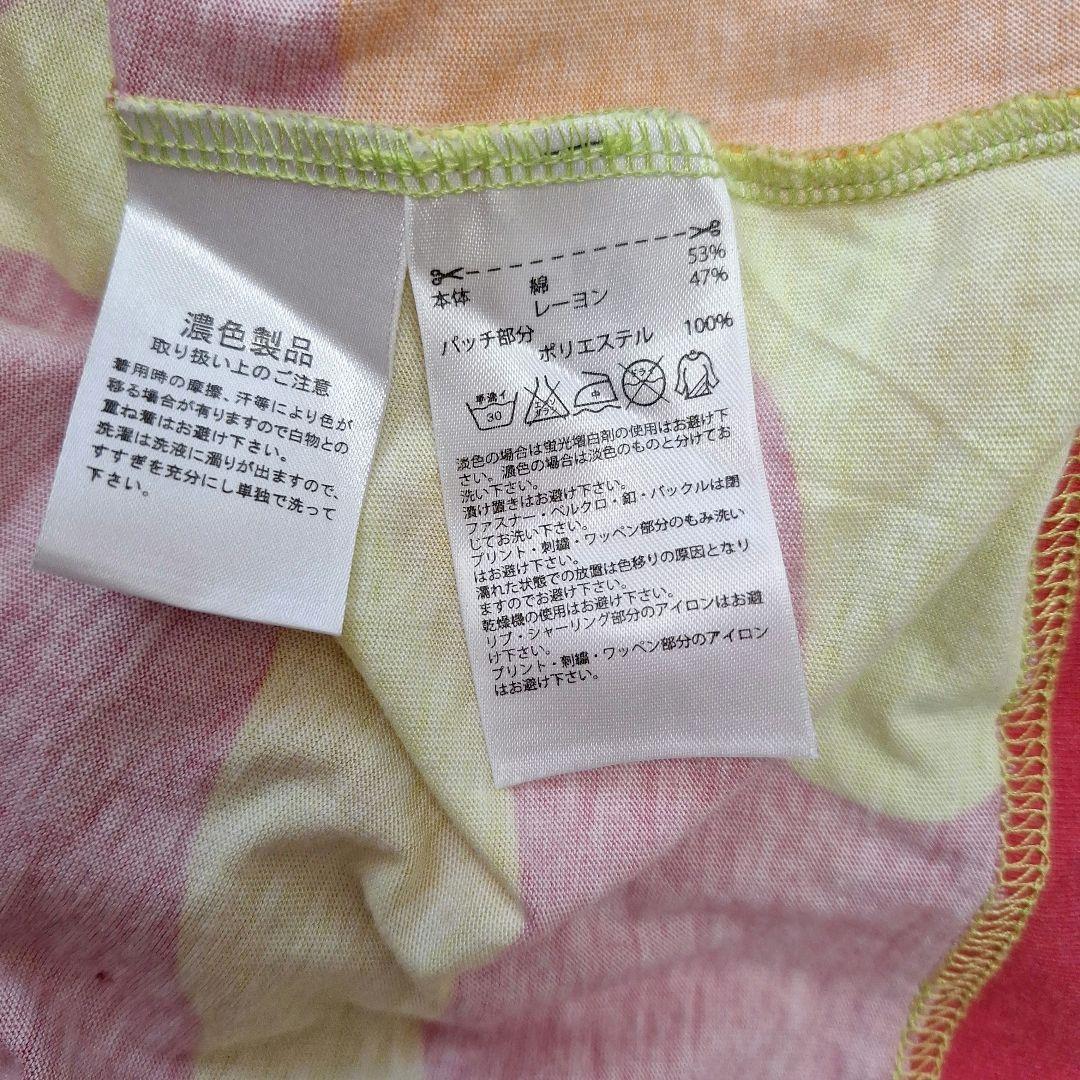 濃色製品
取り扱い上のご注意
着用時の摩擦、汗等により色が
移る場合が有りますので白物との
重ね着はお避け下さい。
洗濯は洗液に濁りが出ますので、
すすぎを充分にし単独で洗って
下さい。
本体 綿 53%
レーヨン 47%
パッチ部分
ポリエステル 100%
手洗イ 30 エンソ サラシ 中 ドライ
淡色の場合は蛍光増白剤の使用はお避け下
さい。濃色の場合は淡色のものと分けてお
洗い下さい。
漬け置きはお避け下さい。
ファスナー・ベルクロ・釦・バックルは閉
じてお洗い下さい。
プリント・刺繍・ワッペン部分のもみ洗い
はお避け下さい。
濡れた状態での放置は色移りの原因となり
ますのでお避け下さい。
乾燥機の使用はお避け下さい。
リブ・シャーリング部分のアイロンはお避
け下さい。
プリント・刺繍・ワッペン部分のアイロン
はお避け下さい。